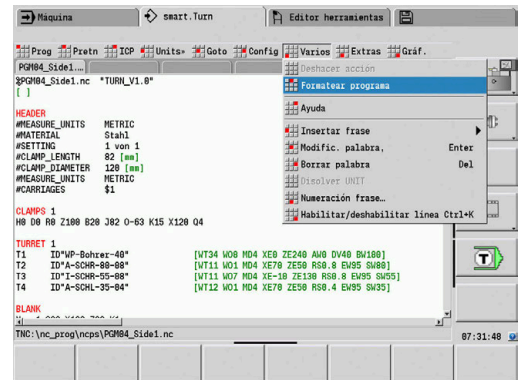 Máquina
smart.Turn
Editor herramientas
Prog Pretn ICP Units» Goto Config Varios Extras Gráf.
PGM04_Side1....
%PGM04_Side1.nc "TURN_V1.0"
[ ]
HEADER
#MEASURE_UNITS METRIC
#MATERIAL Stahl
#SETTING 1 von 1
#CLAMP_LENGTH 82 [mm]
#CLAMP_DIAMETER 120 [mm]
#MEASURE_UNITS METRIC
#CARRIAGES $1
CLAMPS 1
H0 D0 R0 Z100 B20 J82 O-63 K15 X120 Q4
TURRET 1
T1 ID"WP-Bohrer-40" [WT34 WO0 MD4 XE0 ZE240 AW0 DV40 BW180]
T2 ID"A-SCHR-80-08" [WT11 WO1 MD4 XE70 ZE50 RS0.8 EW95 SW80]
T3 ID"I-SCHR-55-08" [WT11 WO7 MD4 XE-10 ZE130 RS0.8 EW95 SW55]
T4 ID"A-SCHL-35-04" [WT12 WO1 MD4 XE70 ZE50 RS0.4 EW95 SW35]
BLANK
Deshacer acción
Formatear programa
Ayuda
Insertar frase
Modific. palabra, Enter
Borrar palabra Del
Disolver UNIT
Numeración frase…
Habilitar/deshabilitar línea Ctrl+K
T
TNC:\nc_prog\ncps\PGM04_Side1.nc
07:31:48